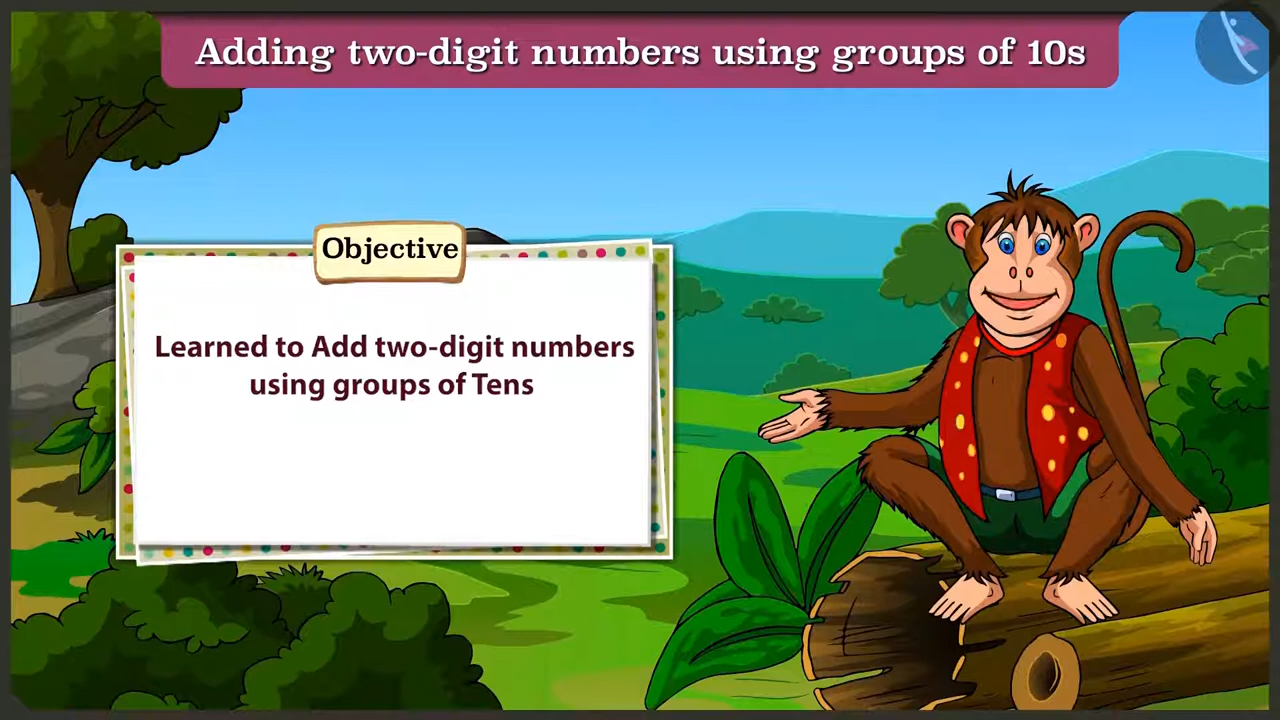 Adding two-digit numbers using groups of 10s
Objective
Learned to Add two-digit numbers
using groups of Tens